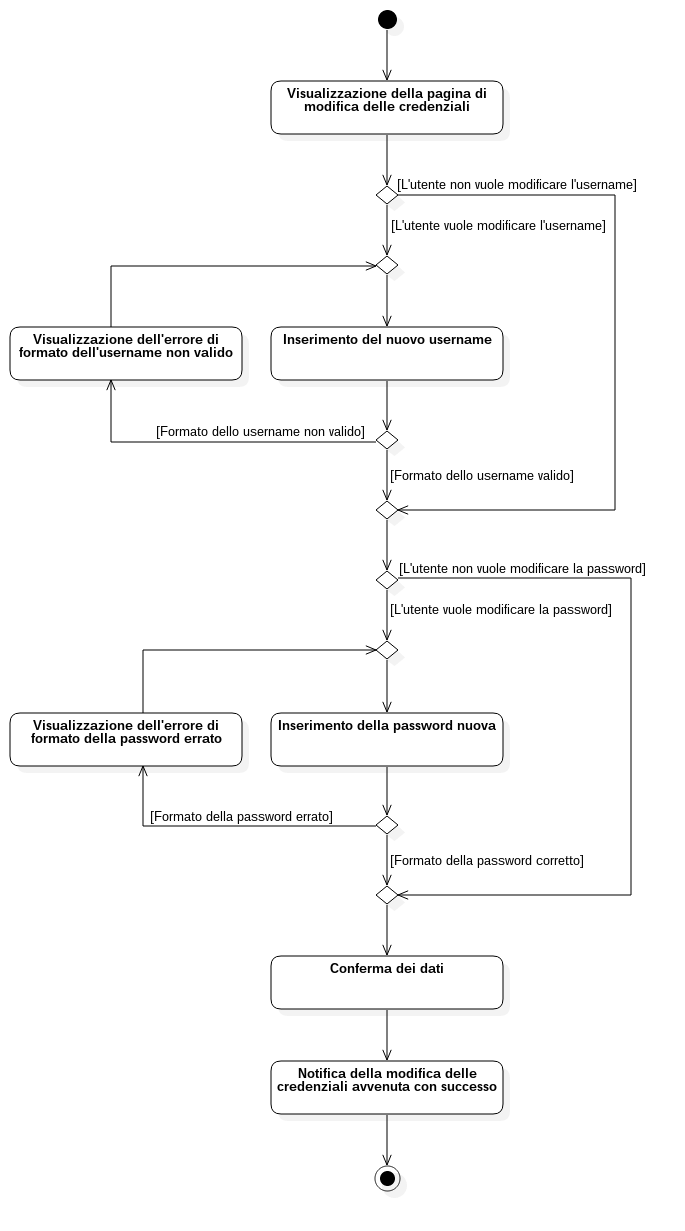 Visualizzazione della pagina di
modifica delle credenziali
[L'utente non vuole modificare l'username]
[L'utente vuole modificare l'username]
Visualizzazione dell'errore di
formato dell'username non valido
Inserimento del nuovo username
[Formato dello username non valido]
[Formato dello username valido]
[L'utente non vuole modificare la password]
[L'utente vuole modificare la password]
Visualizzazione dell'errore di
formato della password errato
Inserimento della password nuova
[Formato della password errato]
[Formato della password corretto]
Conferma dei dati
Notifica della modifica delle
credenziali avvenuta con successo